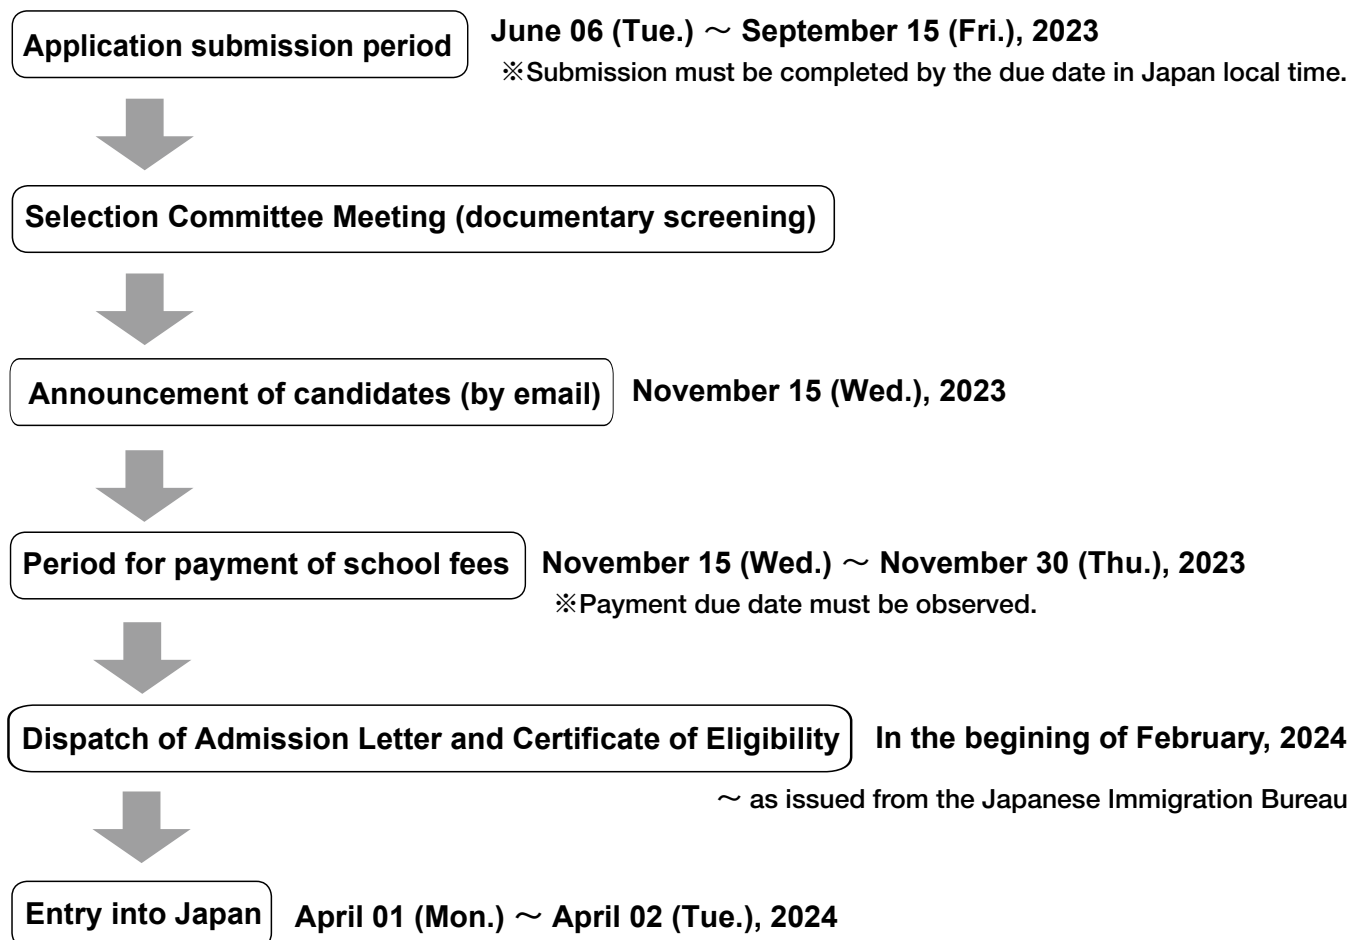 Application submission period
June 06 (Tue.) ～ September 15 (Fri.), 2023
※Submission must be completed by the due date in Japan local time.
Selection Committee Meeting (documentary screening)
Announcement of candidates (by email)
November 15 (Wed.), 2023
Period for payment of school fees
November 15 (Wed.) ～ November 30 (Thu.), 2023
※Payment due date must be observed.
Dispatch of Admission Letter and Certificate of Eligibility
In the begining of February, 2024
～ as issued from the Japanese Immigration Bureau
Entry into Japan
April 01 (Mon.) ～ April 02 (Tue.), 2024